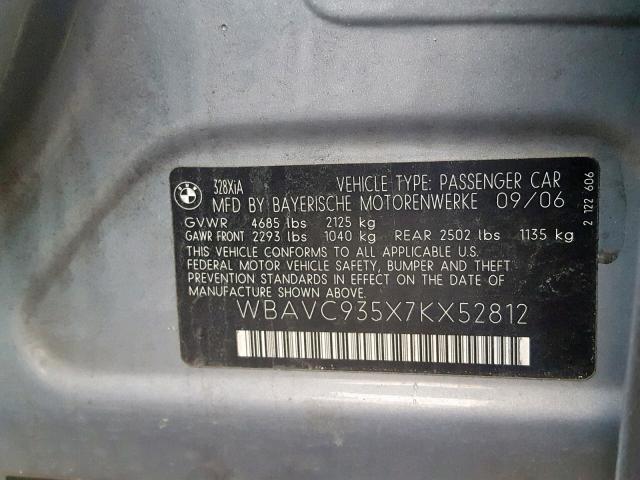 BMW
328XiA VEHICLE TYPE: PASSENGER CAR
MFD BY BAYERISCHE MOTORENWERKE 09/06
GVWR 4685 lbs 2125 kg
GAWR FRONT 2293 lbs 1040 kg REAR 2502 lbs 1135 kg
THIS VEHICLE CONFORMS TO ALL APPLICABLE U.S.
FEDERAL MOTOR VEHICLE SAFETY, BUMPER AND THEFT
PREVENTION STANDARDS IN EFFECT ON THE DATE OF
MANUFACTURE SHOWN ABOVE.
WBAVC935X7KX52812
2 122 606